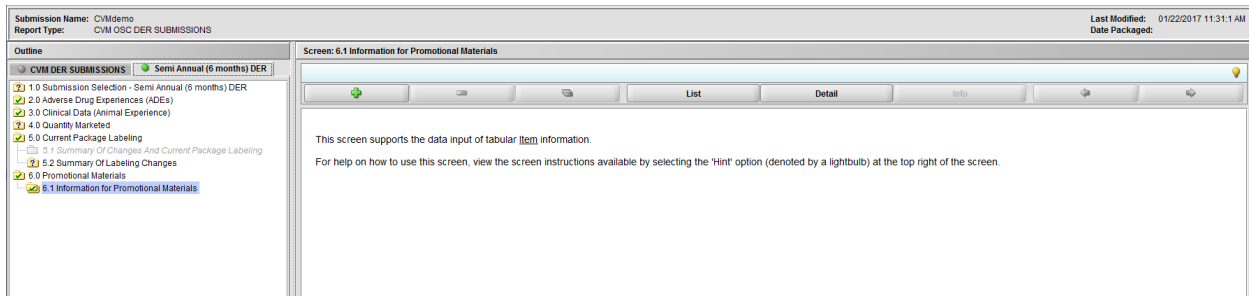 Submission Name: CVMdemo
Report Type: CVM OSC DER SUBMISSIONS
Last Modified: 01/22/2017 11:31:1 AM
Date Packaged:
Outline
CVM DER SUBMISSIONS Semi Annual (6 months) DER
1.0 Submission Selection - Semi Annual (6 months) DER
2.0 Adverse Drug Experiences (ADEs)
3.0 Clinical Data (Animal Experience)
4.0 Quantity Marketed
5.0 Current Package Labeling
5.1 Summary Of Changes And Current Package Labeling
5.2 Summary Of Labeling Changes
6.0 Promotional Materials
6.1 Information for Promotional Materials
Screen: 6.1 Information for Promotional Materials
List Detail Info
This screen supports the data input of tabular Item information.
For help on how to use this screen, view the screen instructions available by selecting the 'Hint' option (denoted by a lightbulb) at the top right of the screen.